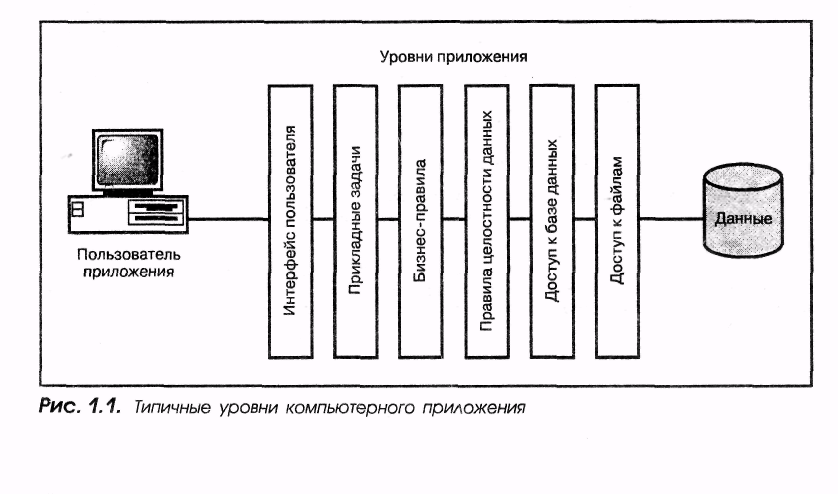 Уровни приложения
Интерфейс пользователя
Прикладные задачи
Бизнес-правила
Правила целостности данных
Доступ к базе данных
Доступ к файлам
Данные
Пользователь
приложения
Рис. 1.1. Типичные уровни компьютерного приложения